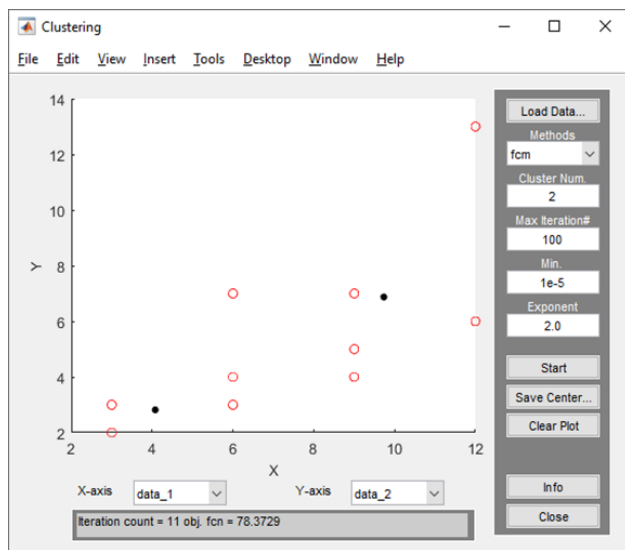 Clustering
File Edit View Insert Tools Desktop Window Help
14
12
10
8
6
4
2
Y
2 4 6 8 10 12
X
X-axis data_1 Y-axis data_2
Iteration count = 11 obj. fcn = 78.3729
Load Data...
Methods
fcm
Cluster Num.
2
Max Iteration#
100
Min.
1e-5
Exponent
2.0
Start
Save Center...
Clear Plot
Info
Close